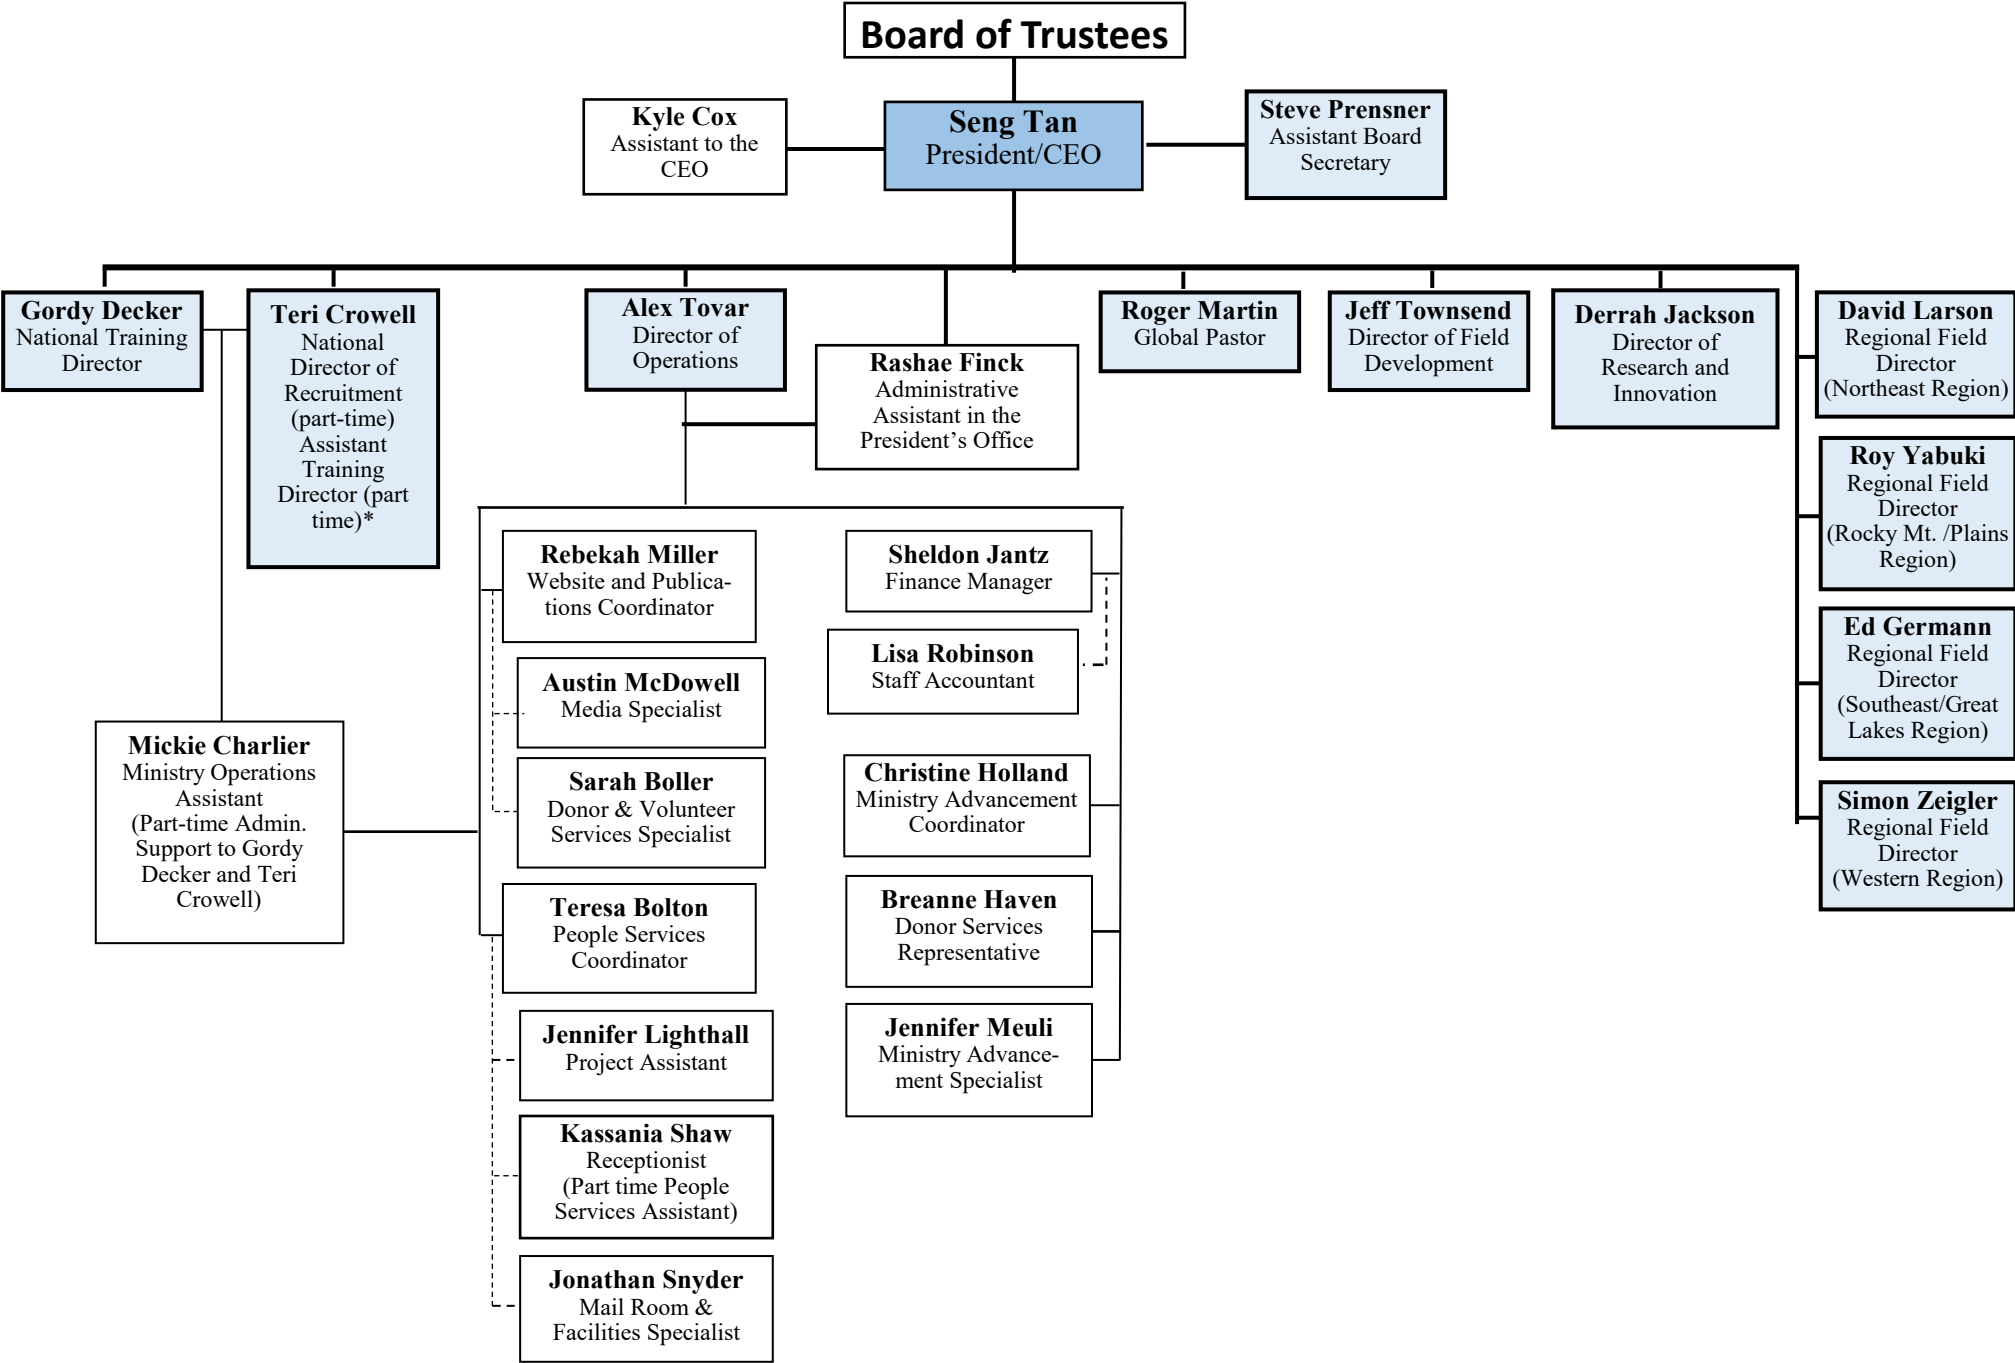 Board of Trustees
Kyle Cox
Assistant to the
CEO
Seng Tan
President/CEO
Steve Prensner
Assistant Board
Secretary
Gordy Decker
National Training
Director
Teri Crowell
National
Director of
Recruitment
(part-time)
Assistant
Training
Director (part
time)*
Alex Tovar
Director of
Operations
Rashae Finck
Administrative
Assistant in the
President’s Office
Roger Martin
Global Pastor
Jeff Townsend
Director of Field
Development
Derrah Jackson
Director of
Research and
Innovation
David Larson
Regional Field
Director
(Northeast Region)
Roy Yabuki
Regional Field
Director
(Rocky Mt. /Plains
Region)
Ed Germann
Regional Field
Director
(Southeast/Great
Lakes Region)
Simon Zeigler
Regional Field
Director
(Western Region)
Mickie Charlier
Ministry Operations
Assistant
(Part-time Admin.
Support to Gordy
Decker and Teri
Crowell)
Rebekah Miller
Website and Publica-
tions Coordinator
Austin McDowell
Media Specialist
Sarah Boller
Donor & Volunteer
Services Specialist
Teresa Bolton
People Services
Coordinator
Jennifer Lighthall
Project Assistant
Kassania Shaw
Receptionist
(Part time People
Services Assistant)
Jonathan Snyder
Mail Room &
Facilities Specialist
Sheldon Jantz
Finance Manager
Lisa Robinson
Staff Accountant
Christine Holland
Ministry Advancement
Coordinator
Breanne Haven
Donor Services
Representative
Jennifer Meuli
Ministry Advance-
ment Specialist